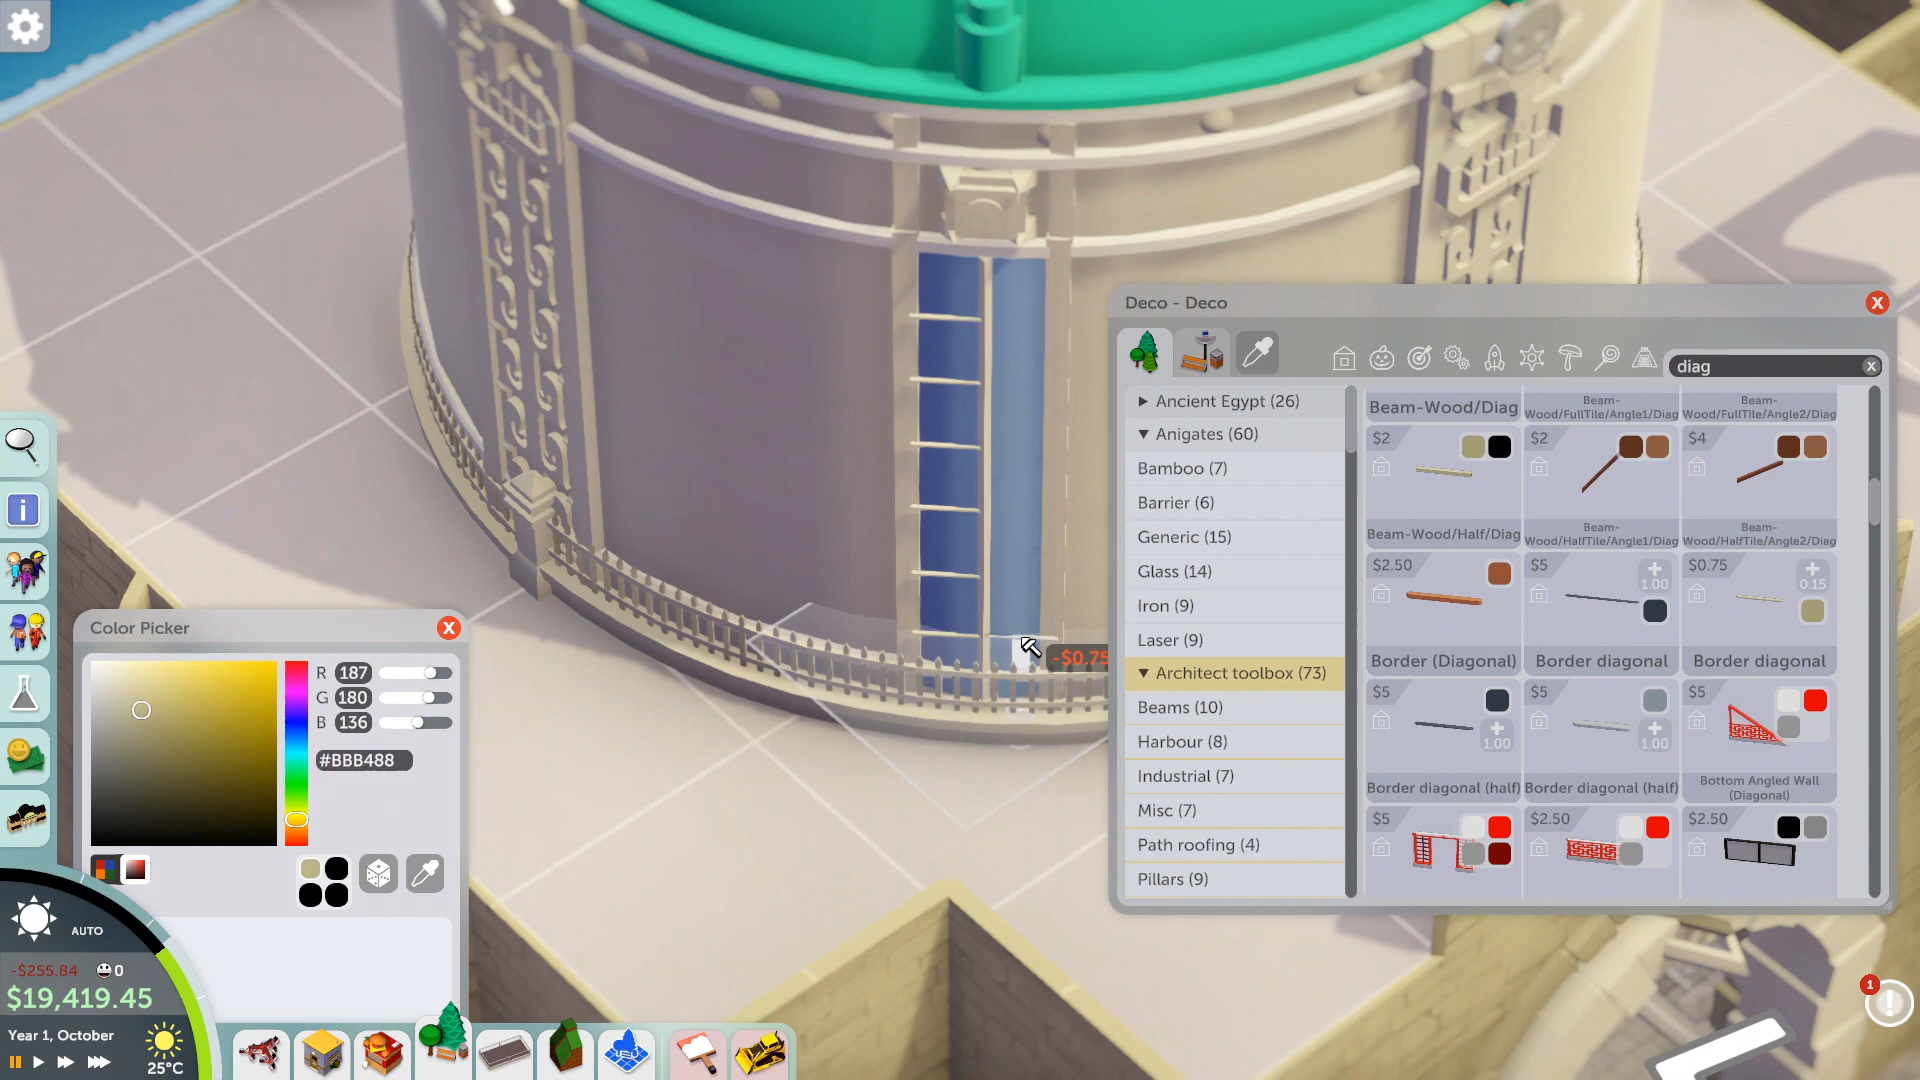 Deco - Deco
X
diag
x
▶ Ancient Egypt (26)
▼ Anigates (60)
Bamboo (7)
Barrier (6)
Generic (15)
Glass (14)
Iron (9)
Laser (9)
▼ Architect toolbox (73)
Beams (10)
Harbour (8)
Industrial (7)
Misc (7)
Path roofing (4)
Pillars (9)
Beam-Wood/Diag
Beam-
Wood/FullTile/Angle1/Diag
Beam-
Wood/FullTile/Angle2/Diag
$2
$2
$4
Beam-Wood/Half/Diag
Beam-
Wood/HalfTile/Angle1/Diag
Beam-
Wood/HalfTile/Angle2/Diag
$2.50
$5
1.00
$0.75
0.15
Border (Diagonal)
Border diagonal
Border diagonal
$5
1.00
$5
1.00
$5
Border diagonal (half)
Border diagonal (half)
Bottom Angled Wall
(Diagonal)
$5
$2.50
$2.50
-$0.75
Color Picker
X
R 187
G 180
B 136
#BBB488
AUTO
-$255.84
0
$19,419.45
Year 1, October
25°C
1